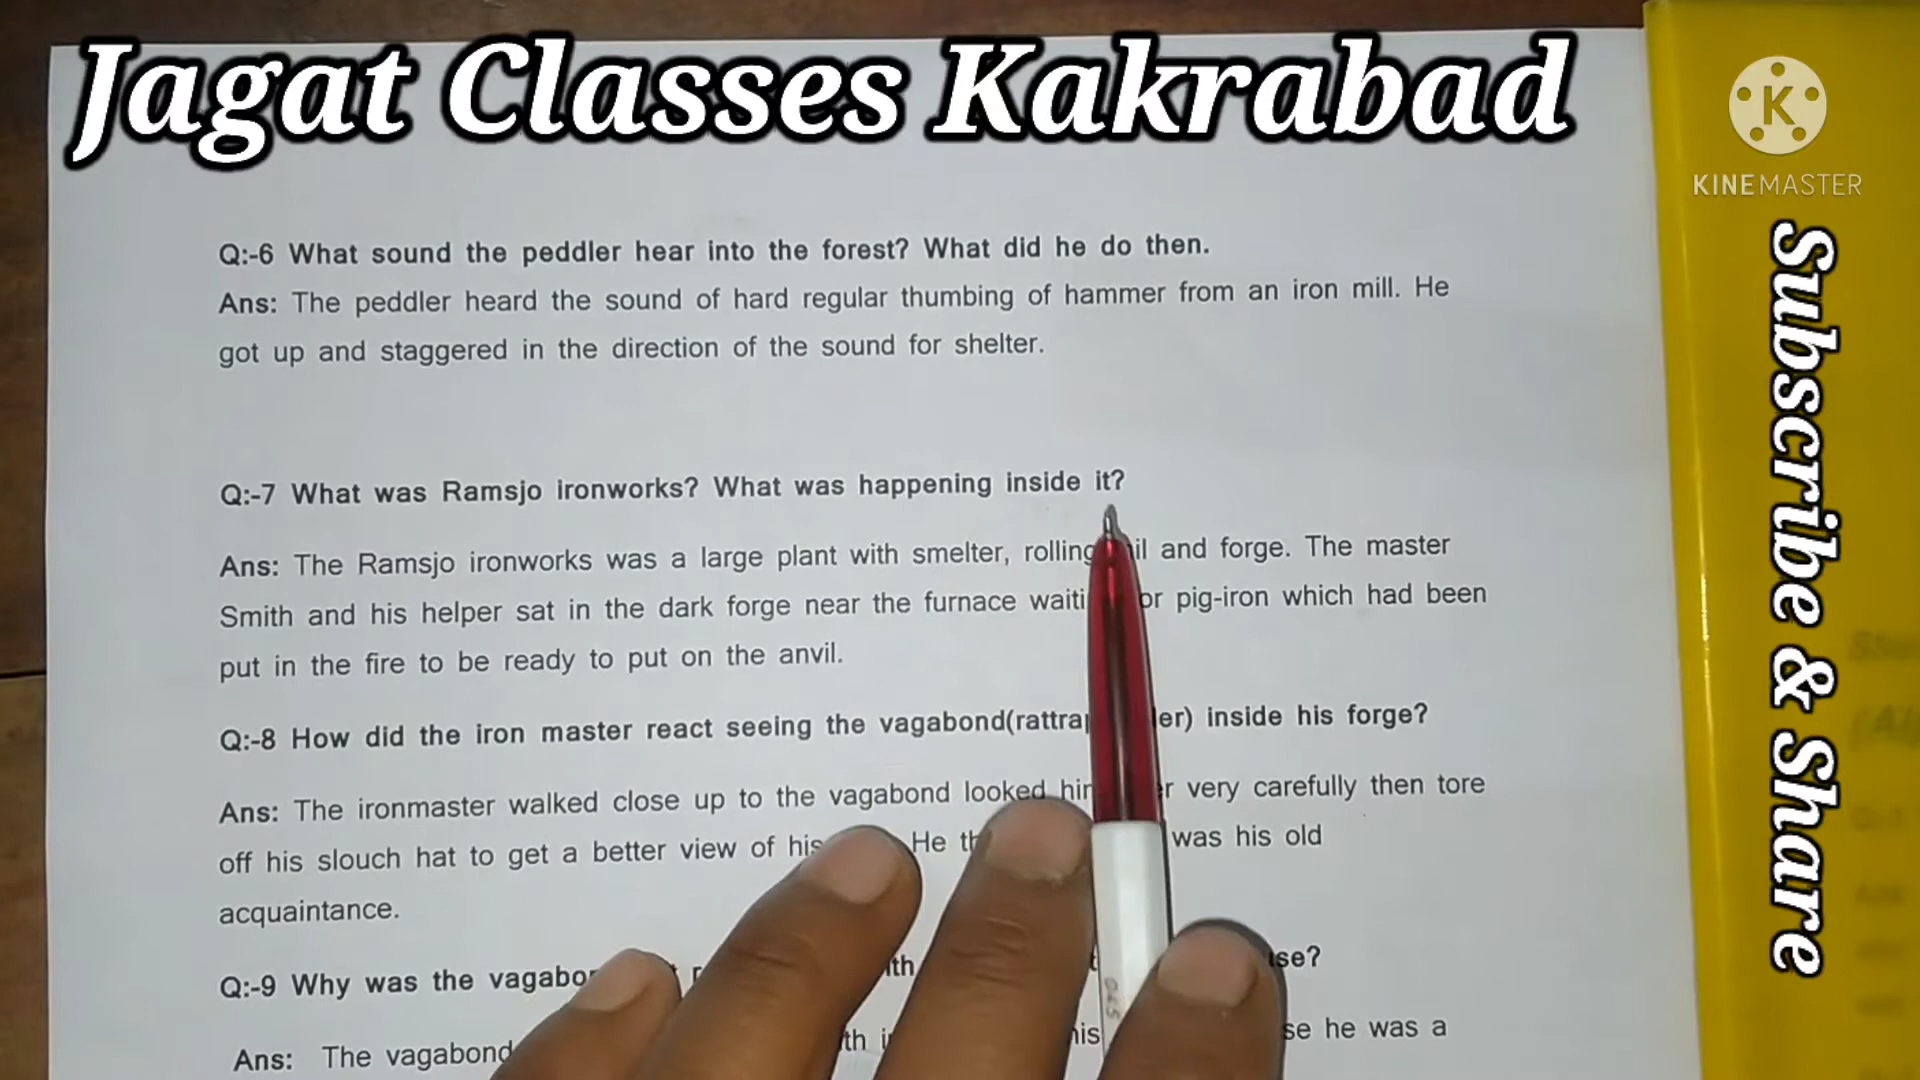 Jagat Classes Kakrabad
K
KINEMASTER
Subscribe & Share
Q:-6 What sound the peddler hear into the forest? What did he do then.
Ans: The peddler heard the sound of hard regular thumbing of hammer from an iron mill. He
got up and staggered in the direction of the sound for shelter.
Q:-7 What was Ramsjo ironworks? What was happening inside it?
Ans: The Ramsjo ironworks was a large plant with smelter, rolling and forge. The master
Smith and his helper sat in the dark forge near the furnace pig-iron which had been
put in the fire to be ready to put on the anvil.
Q:-8 How did the iron master react seeing the inside his forge?
Ans: The ironmaster walked close up to the vagabond looked very carefully then tore
off his slouch hat to get a better view of his He was his old
acquaintance.
Q:-9 Why was the
Ans: The vagabond he was a